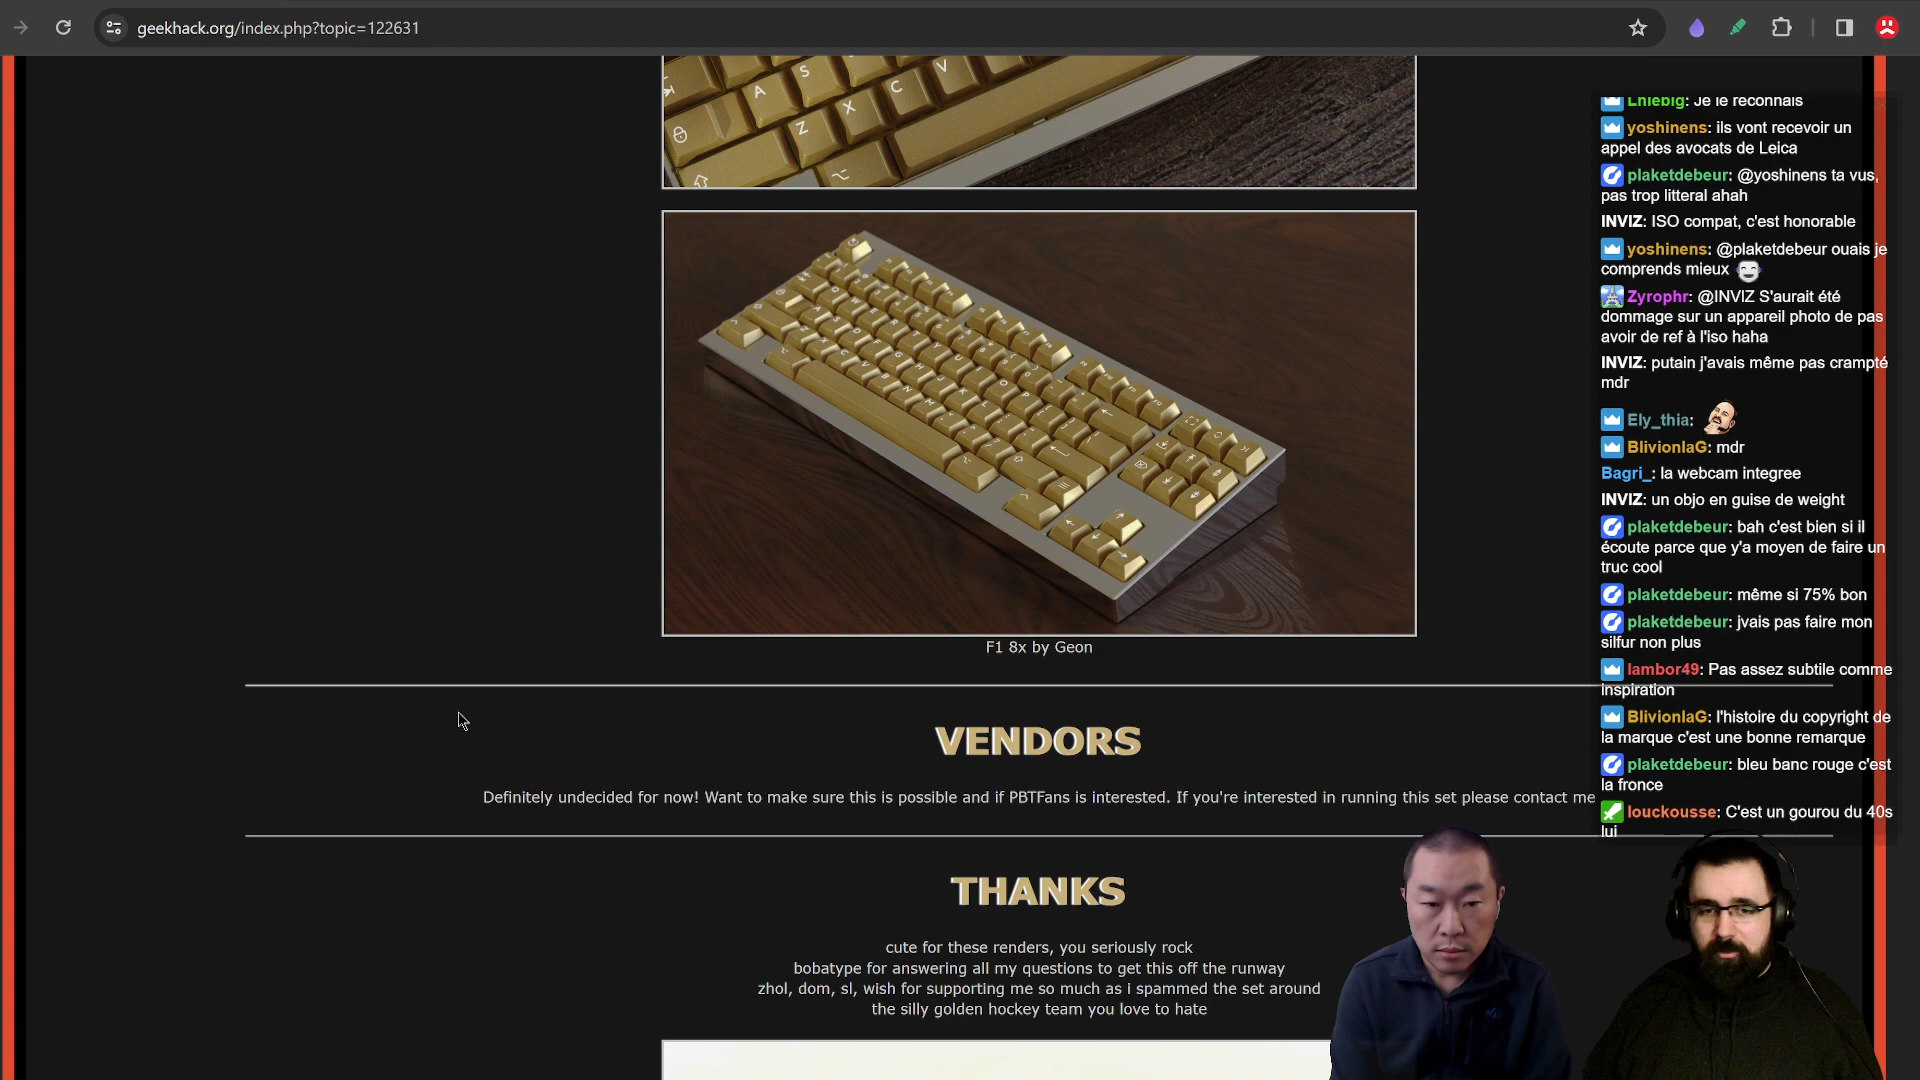 geekhack.org/index.php?topic=122631
A S
Z X C V
F1 8x by Geon
VENDORS
Definitely undecided for now! Want to make sure this is possible and if PBTFans is interested. If you're interested in running this set please contact me
THANKS
cute for these renders, you seriously rock
bobatype for answering all my questions to get this off the runway
zhol, dom, sl, wish for supporting me so much as i spammed the set around
the silly golden hockey team you love to hate
Lhiebig: Je le reconnais
yoshinens: ils vont recevoir un
appel des avocats de Leica
plaketdebeur: @yoshinens ta vus,
pas trop litteral ahah
INVIZ: ISO compat, c'est honorable
yoshinens: @plaketdebeur ouais je
comprends mieux
Zyrophr: @INVIZ S'aurait été
dommage sur un appareil photo de pas
avoir de ref à l'iso haha
INVIZ: putain j'avais même pas crampté
mdr
Ely_thia:
BlivionlaG: mdr
Bagri_: la webcam integree
INVIZ: un objo en guise de weight
plaketdebeur: bah c'est bien si il
écoute parce que y'a moyen de faire un
truc cool
plaketdebeur: même si 75% bon
plaketdebeur: jvais pas faire mon
silfur non plus
lambor49: Pas assez subtile comme
inspiration
BlivionlaG: l'histoire du copyright de
la marque c'est une bonne remarque
plaketdebeur: bleu banc rouge c'est
la fronce
louckousse: C'est un gourou du 40s
lui